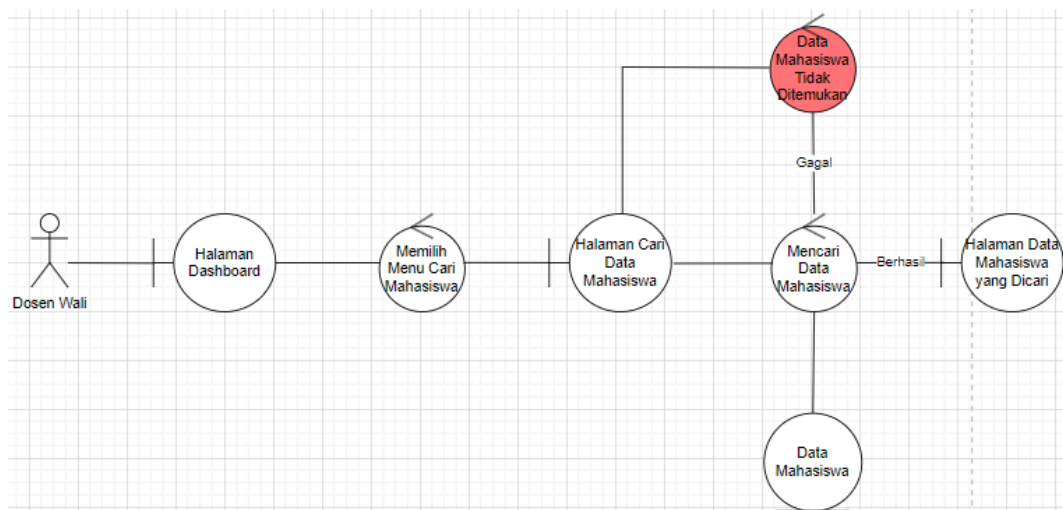 Data
Mahasiswa
Tidak
Ditemukan
Gagal
Dosen Wali
Halaman
Dashboard
Memilih
Menu Cari
Mahasiswa
Halaman Cari
Data
Mahasiswa
Mencari
Data
Mahasiswa
Berhasil
Halaman Data
Mahasiswa
yang Dicari
Data
Mahasiswa